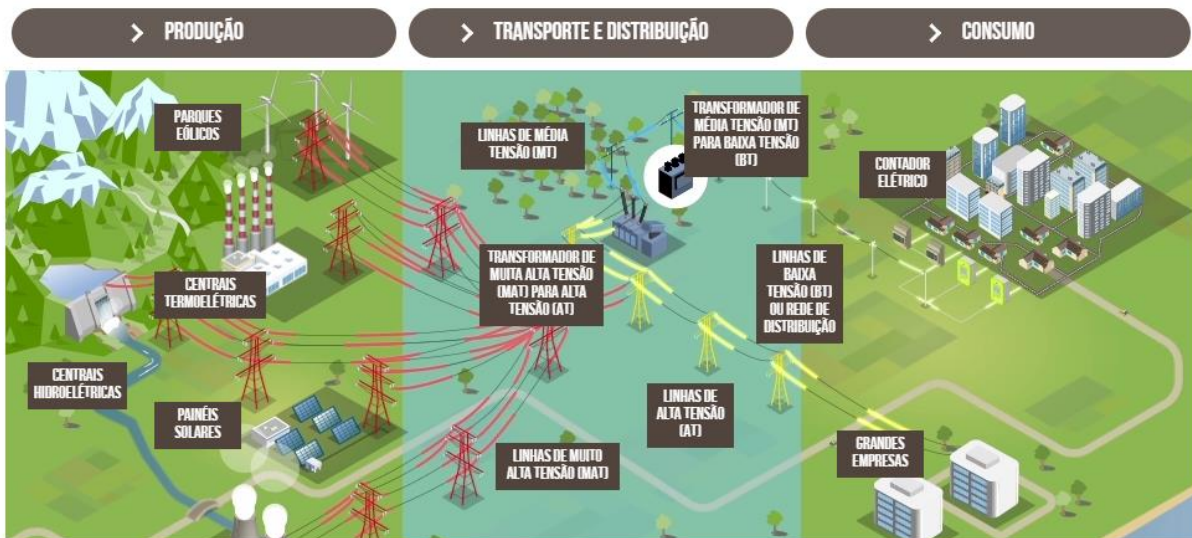 PRODUÇÃO
TRANSPORTE E DISTRIBUIÇÃO
CONSUMO
PARQUES
EÓLICOS
LINHAS DE MÉDIA
TENSÃO (MT)
TRANSFORMADOR DE
MÉDIA TENSÃO (MT)
PARA BAIXA TENSÃO
(BT)
CONTADOR
ELÉTRICO
CENTRAIS
TERMOELÉTRICAS
TRANSFORMADOR DE
MUITA ALTA TENSÃO
(MAT) PARA ALTA
TENSÃO (AT)
LINHAS DE
BAIXA
TENSÃO (BT)
OU REDE DE
DISTRIBUIÇÃO
CENTRAIS
HIDROELÉTRICAS
PAINÉIS
SOLARES
LINHAS DE
ALTA TENSÃO
(AT)
LINHAS DE MUITO
ALTA TENSÃO (MAT)
GRANDES
EMPRESAS